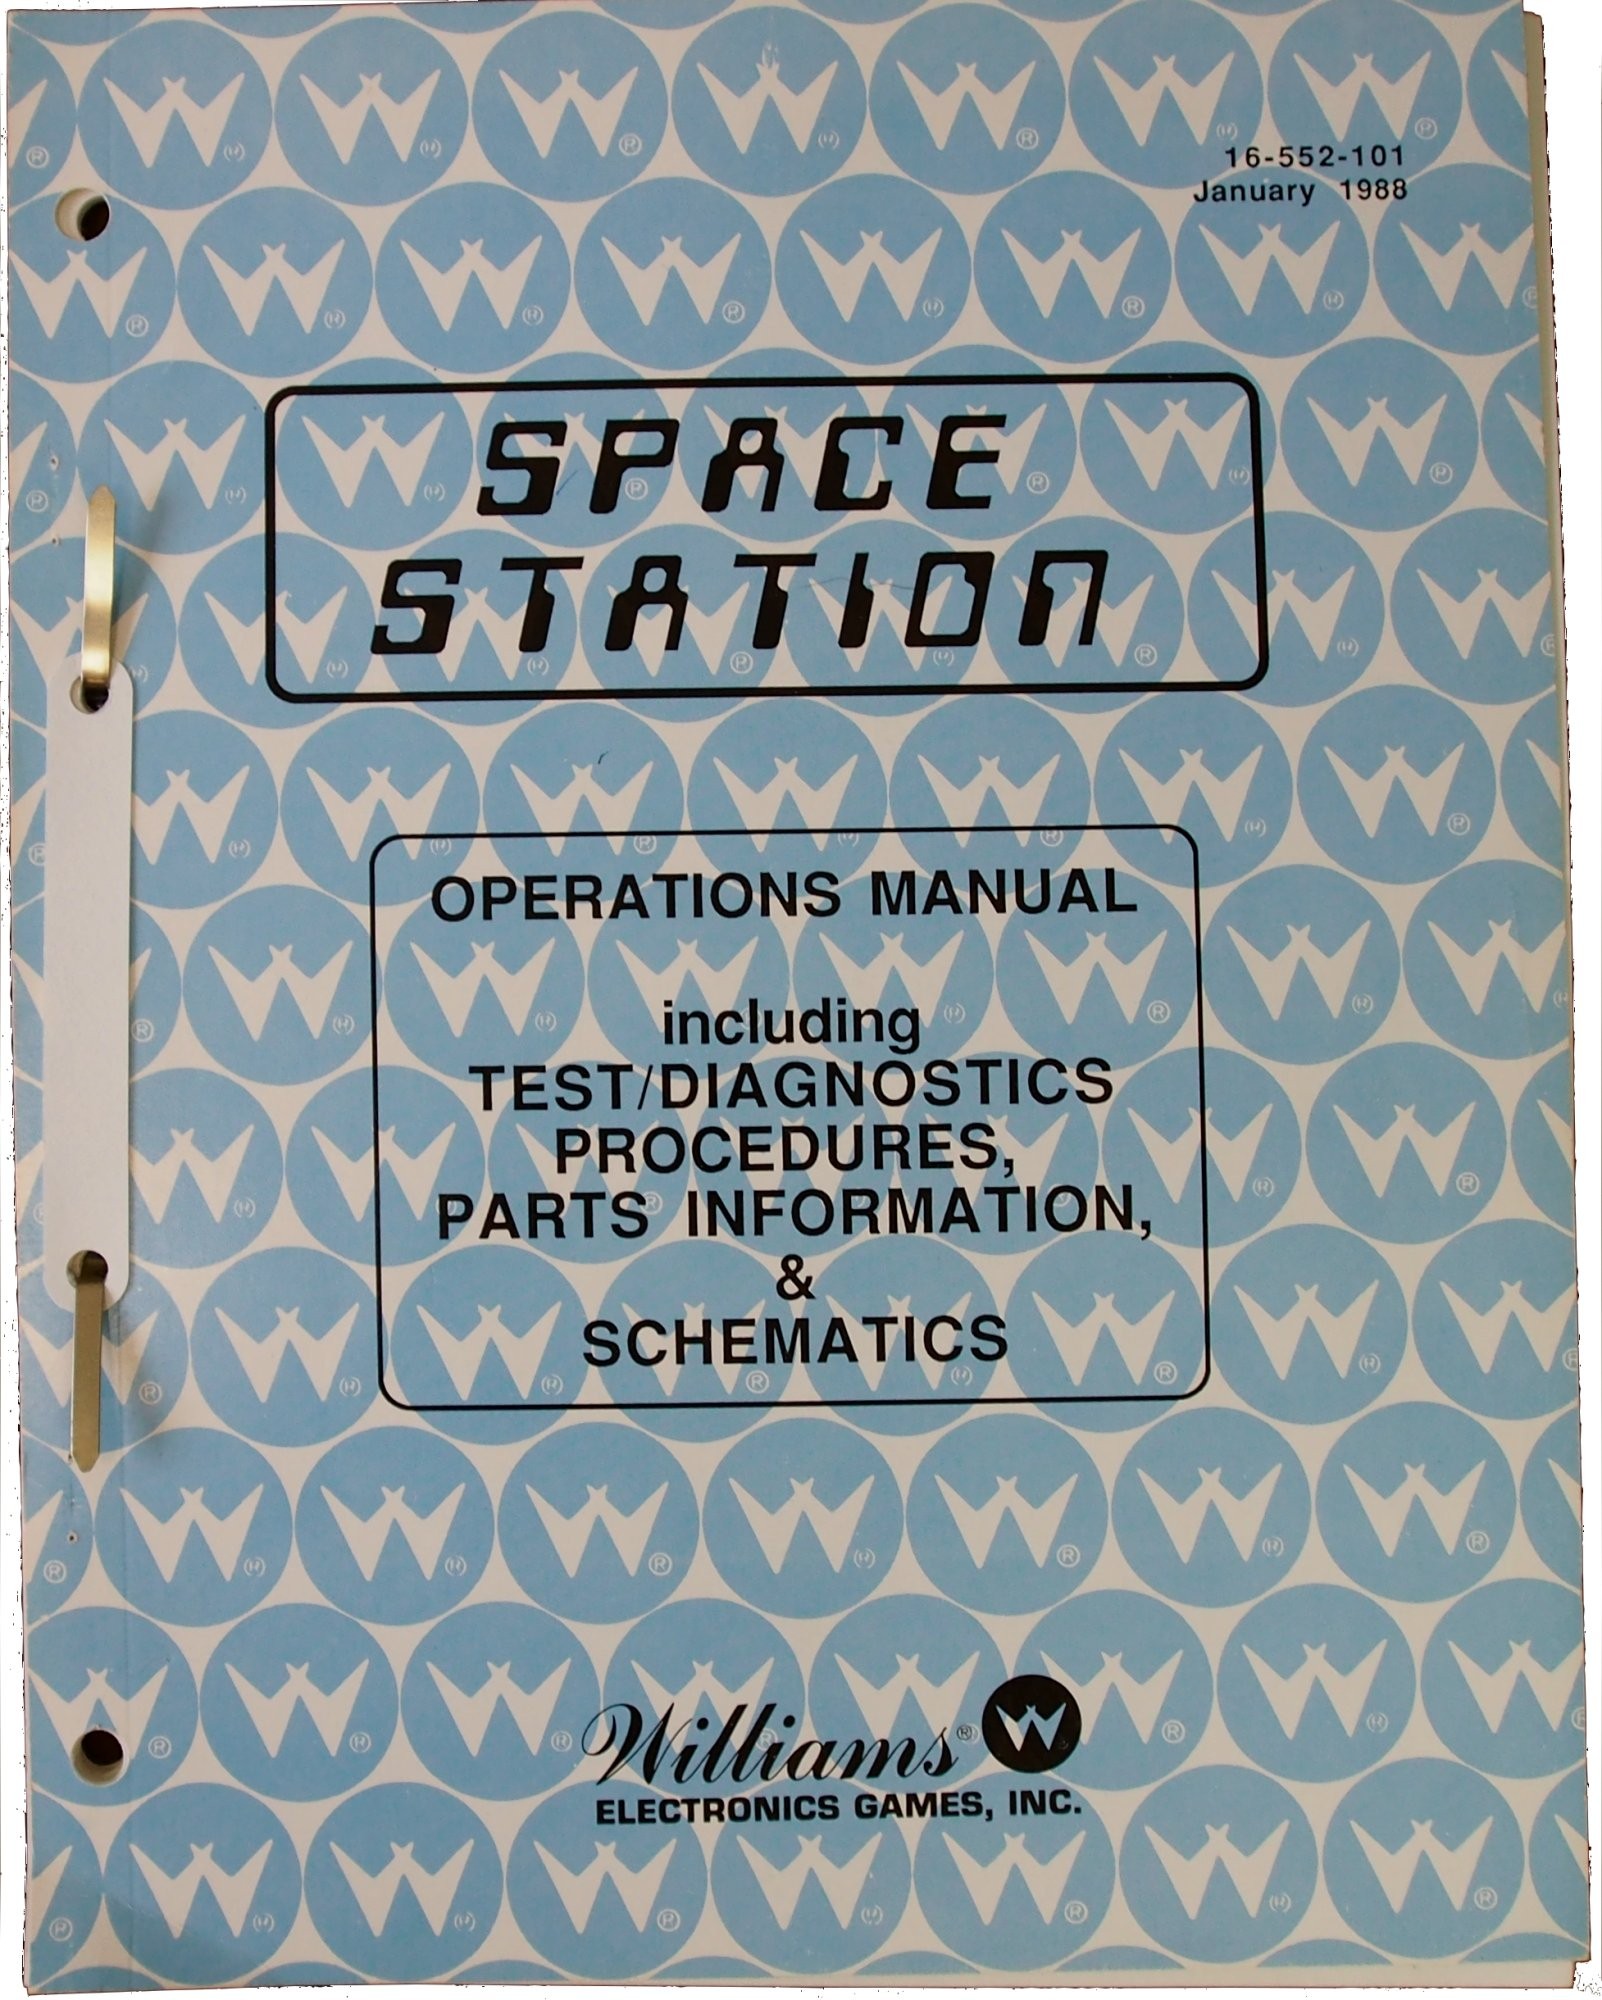 16-552-101
January 1988
SPACE
STATION
OPERATIONS MANUAL
including
TEST/DIAGNOSTICS
PROCEDURES,
PARTS INFORMATION,
&
SCHEMATICS
Williams®
ELECTRONICS GAMES, INC.